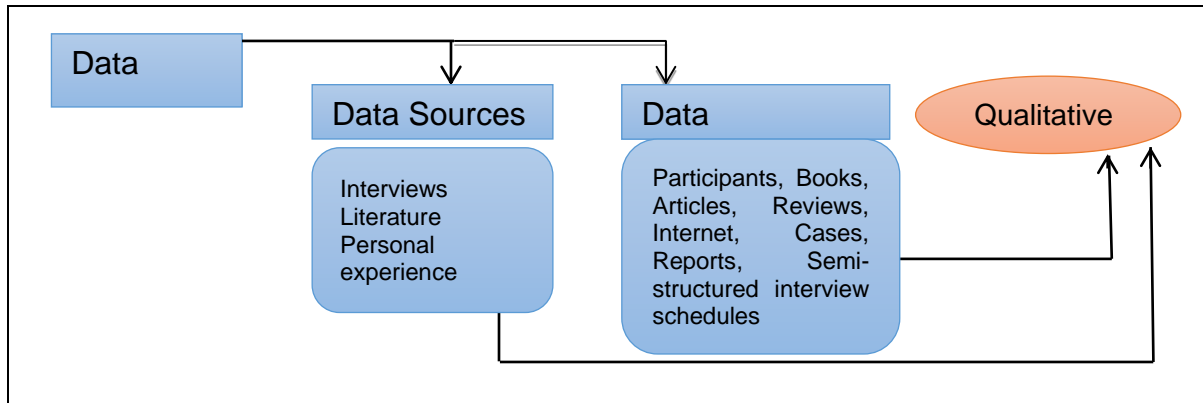 Data
Data Sources
Interviews
Literature
Personal
experience
Data
Participants, Books,
Articles, Reviews,
Internet, Cases,
Reports, Semi-
structured interview
schedules
Qualitative